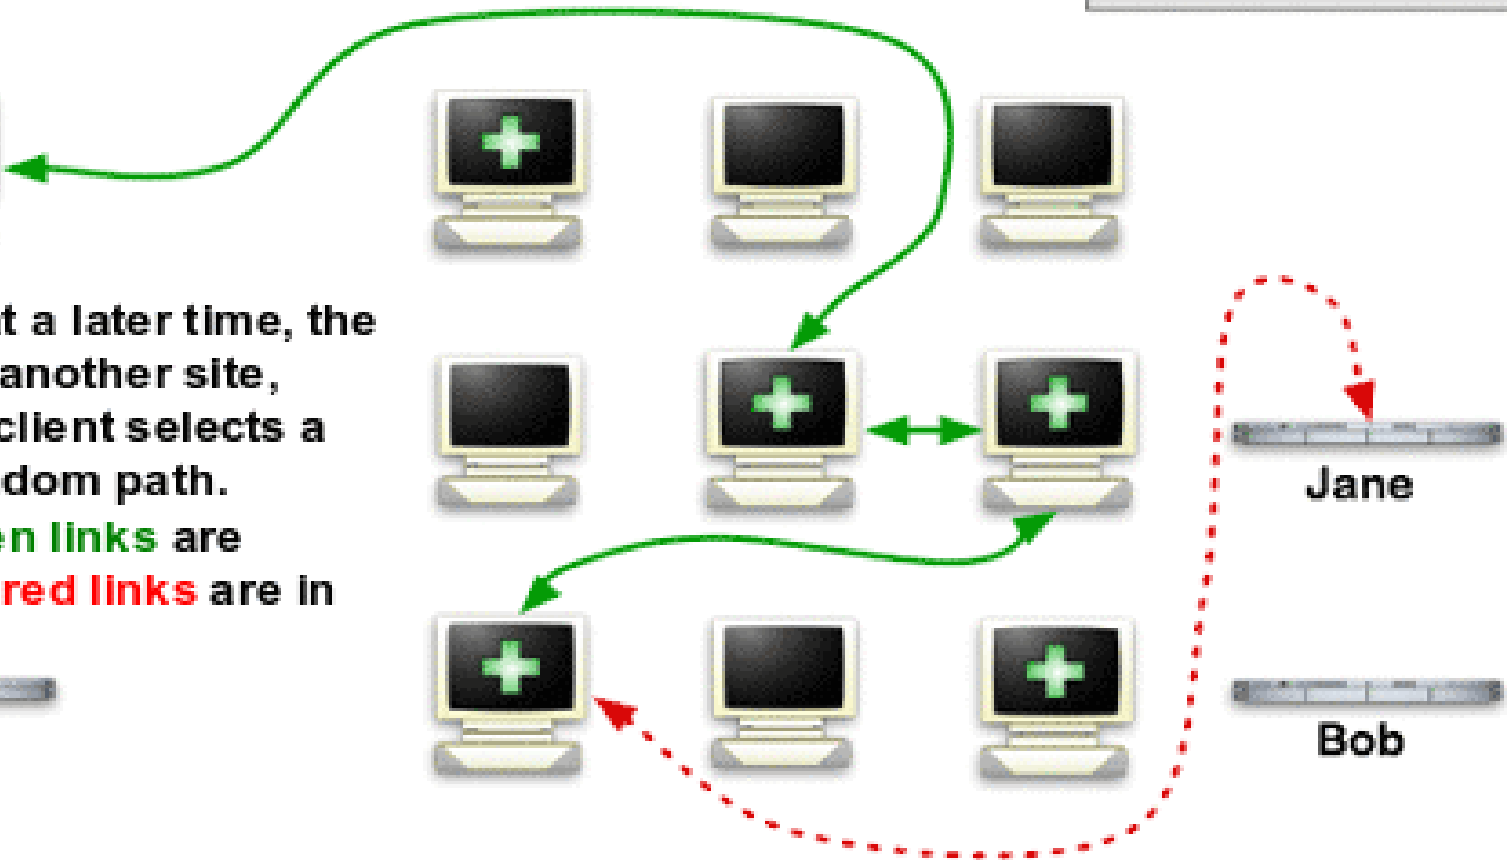 t a later time, the
another site,
client selects a
dom path.
en links are
red links are in
Jane
Bob